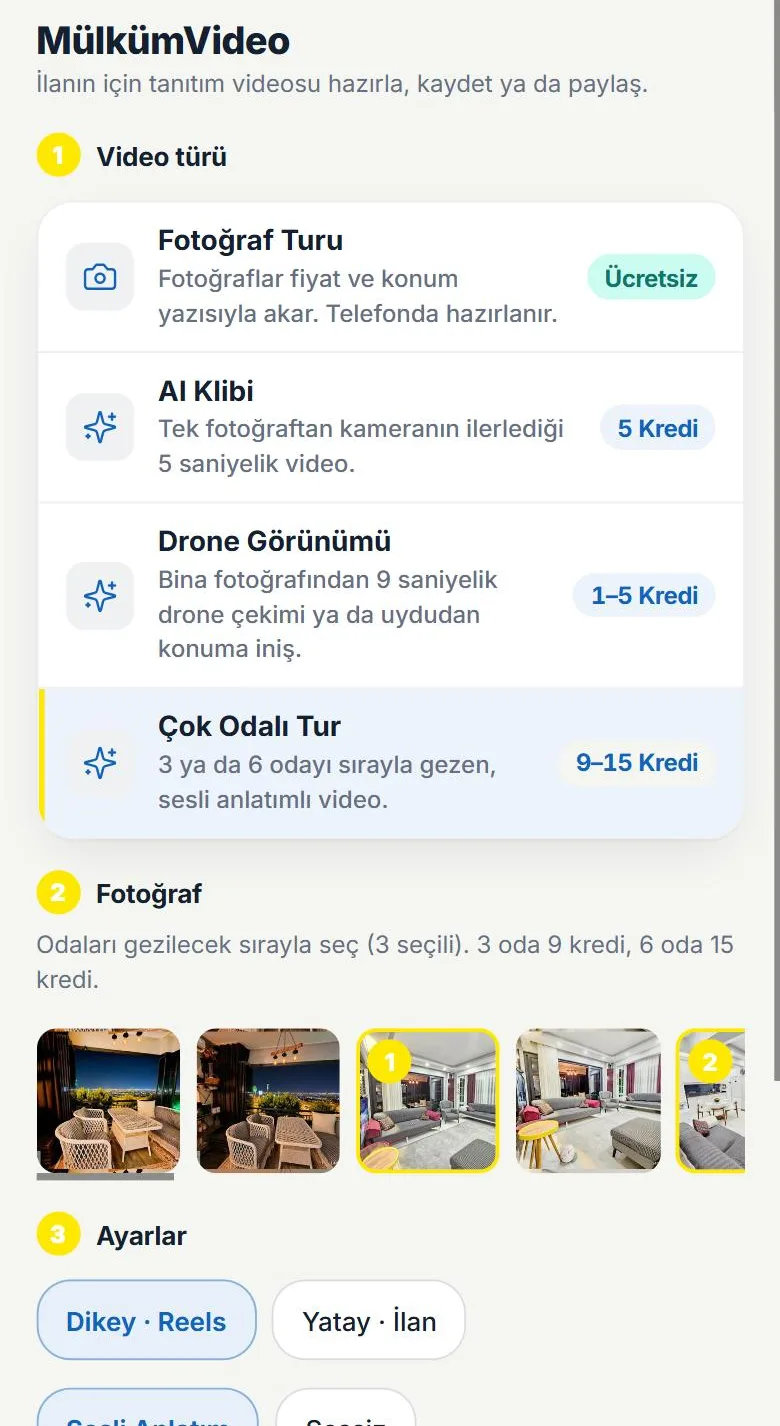 MülkümVideo
İlanın için tanıtım videosu hazırla, kaydet ya da paylaş.
1 Video türü
Fotoğraf Turu
Fotoğraflar fiyat ve konum
yazısıyla akar. Telefonda hazırlanır.
Ücretsiz
AI Klibi
Tek fotoğraftan kameranın ilerlediği
5 saniyelik video.
5 Kredi
Drone Görünümü
Bina fotoğrafından 9 saniyelik
drone çekimi ya da uydudan
konuma iniş.
1–5 Kredi
Çok Odalı Tur
3 ya da 6 odayı sırayla gezen,
sesli anlatımlı video.
9–15 Kredi
2 Fotoğraf
Odaları gezilecek sırayla seç (3 seçili). 3 oda 9 kredi, 6 oda 15
kredi.
1
2
3 Ayarlar
Dikey · Reels
Yatay · İlan
Sesli Anlatım
Sessiz